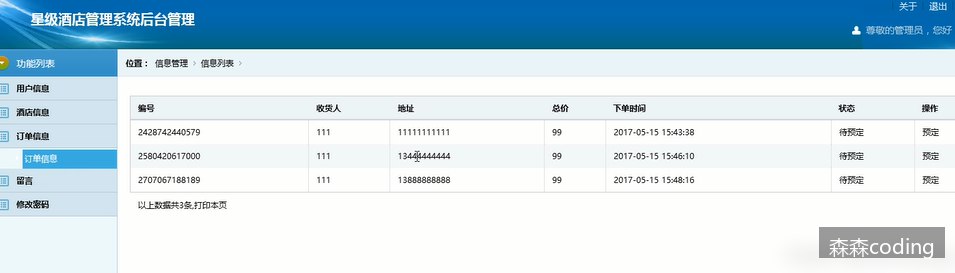 关于 退出
星级酒店管理系统后台管理
尊敬的管理员，您好
功能列表
位置： 信息管理 › 信息列表 ›
用户信息
酒店信息
订单信息
订单信息
留言
修改密码
编号 收货人 地址 总价 下单时间 状态 操作
2428742440579 111 11111111111 99 2017-05-15 15:43:38 待预定 预定
2580420617000 111 13444444444 99 2017-05-15 15:46:10 待预定 预定
2707067188189 111 13888888888 99 2017-05-15 15:48:16 待预定 预定
以上数据共3条,打印本页
森森coding